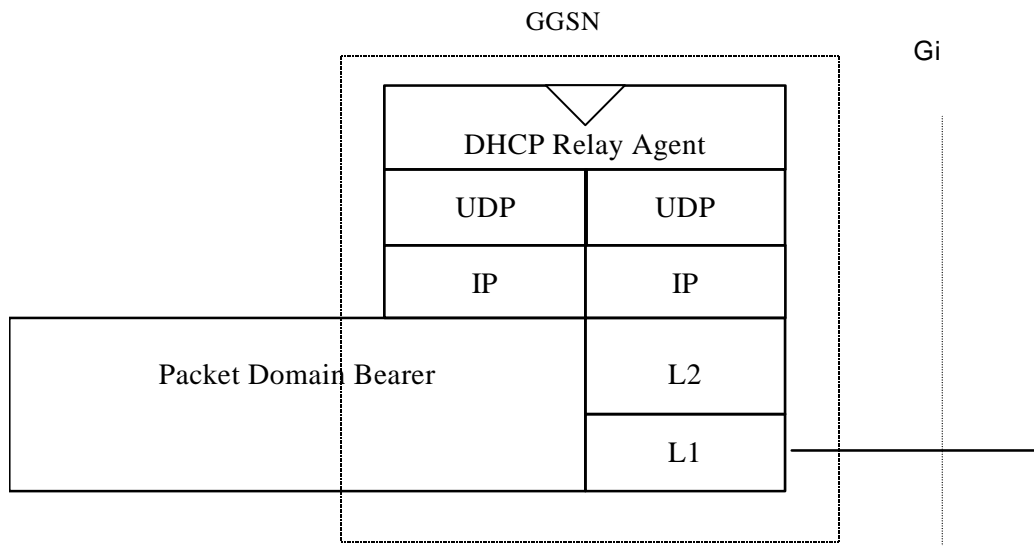 GGSN
Gi
DHCP Relay Agent
UDP UDP
IP IP
Packet Domain Bearer L2
L1